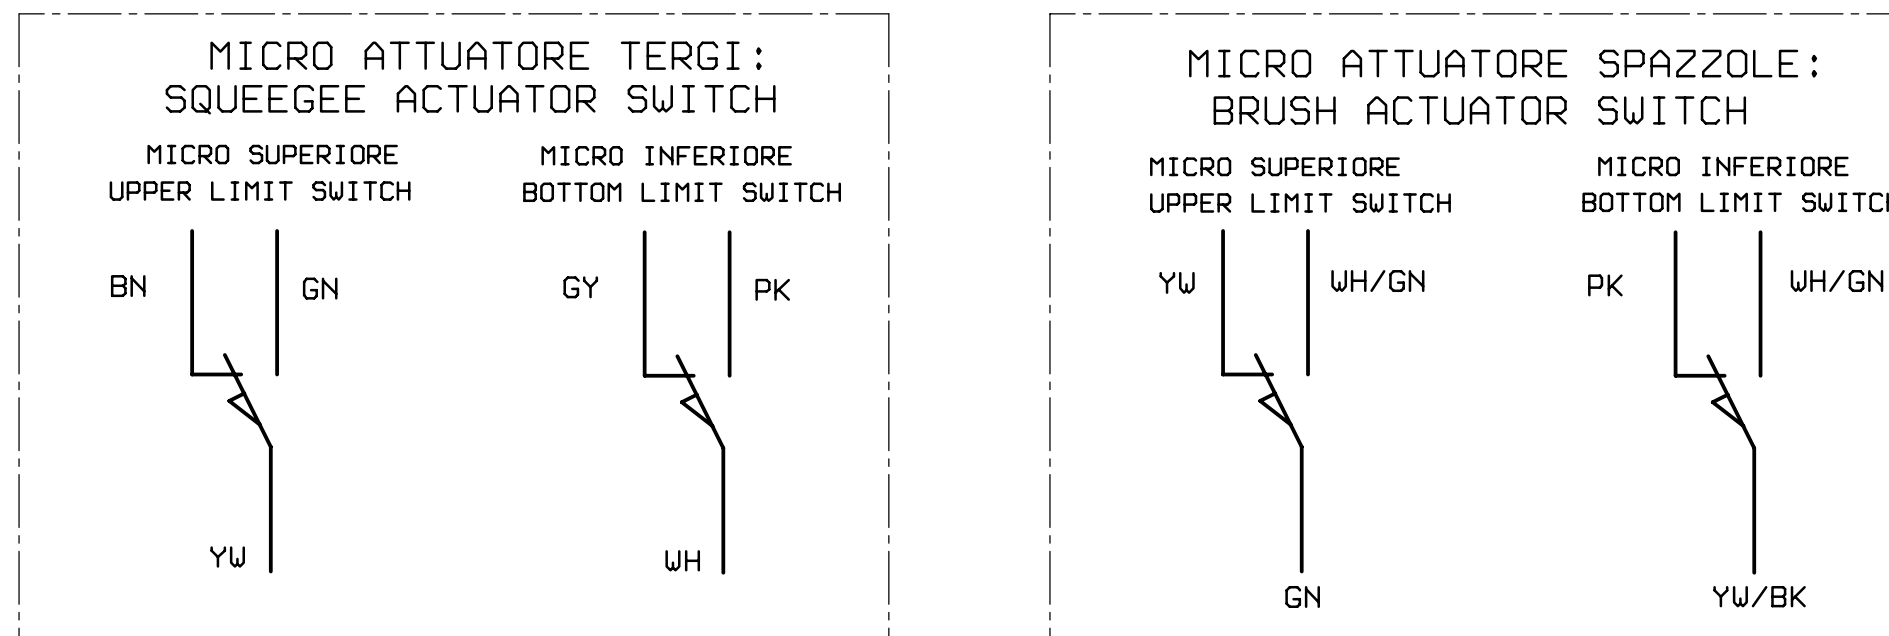 MICRO ATTUATORE TERGI:
SQUEEGEE ACTUATOR SWITCH
MICRO SUPERIORE
UPPER LIMIT SWITCH
MICRO INFERIORE
BOTTOM LIMIT SWITCH
BN
GN
GY
PK
YW
WH
MICRO ATTUATORE SPAZZOLE:
BRUSH ACTUATOR SWITCH
MICRO SUPERIORE
UPPER LIMIT SWITCH
MICRO INFERIORE
BOTTOM LIMIT SWITCH
YW
WH/GN
PK
WH/GN
GN
YW/BK